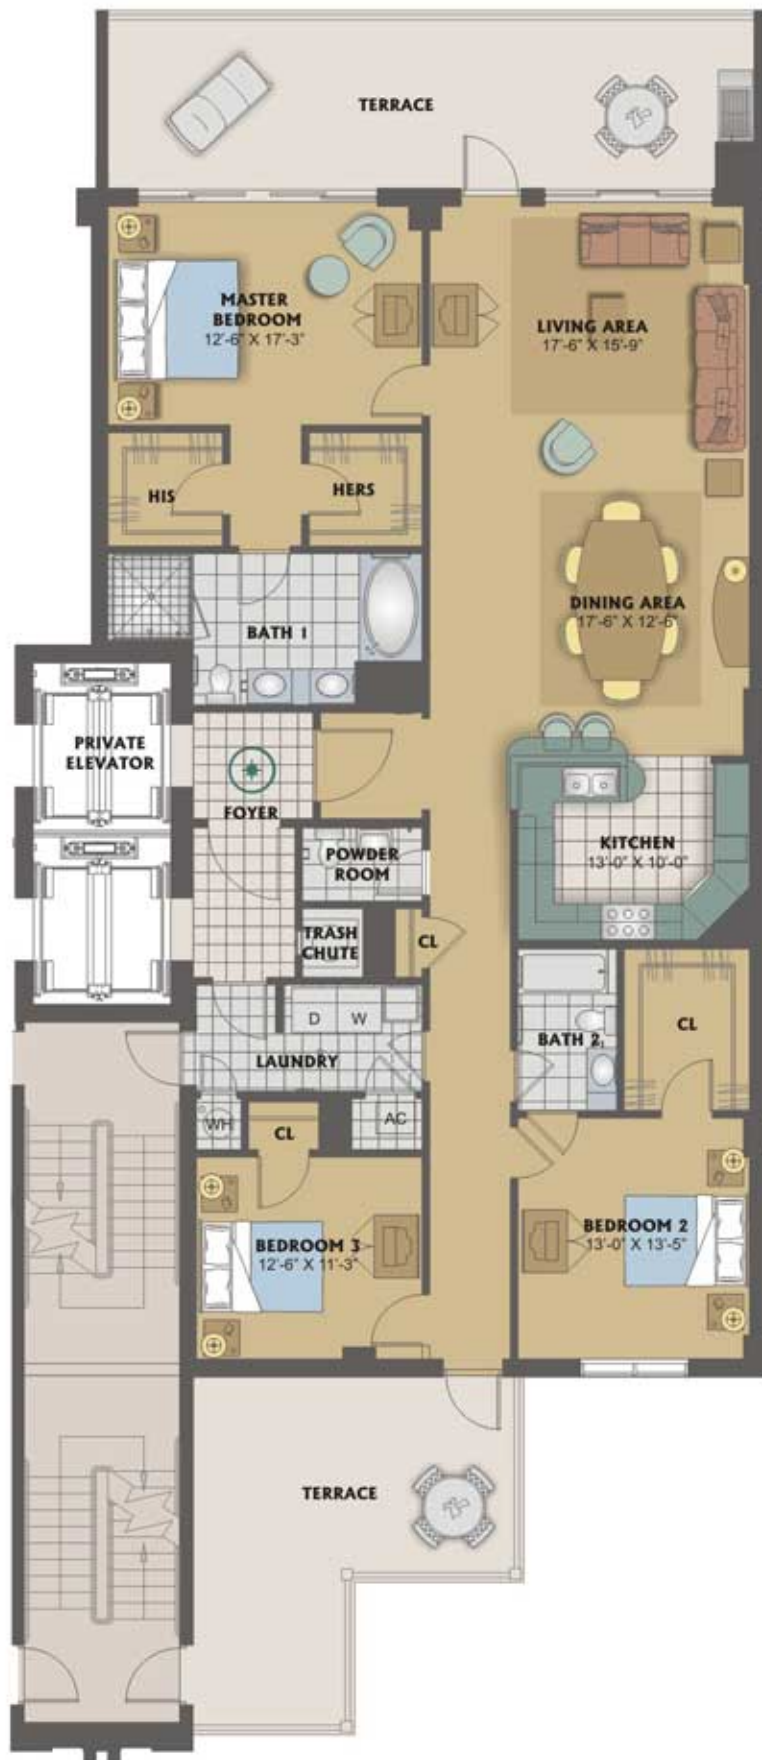 TERRACE
MASTER
BEDROOM
12'-6" X 17'-3"
LIVING AREA
17'-6" X 15'-9"
HIS
HERS
DINING AREA
17'-6" X 12'-6"
BATH 1
PRIVATE
ELEVATOR
FOYER
KITCHEN
13'-0" X 10'-0"
POWDER
ROOM
TRASH
CHUTE
CL
D W
LAUNDRY
BATH 2
CL
WH
CL
AC
BEDROOM 3
12'-6" X 11'-3"
BEDROOM 2
13'-0" X 13'-5"
TERRACE